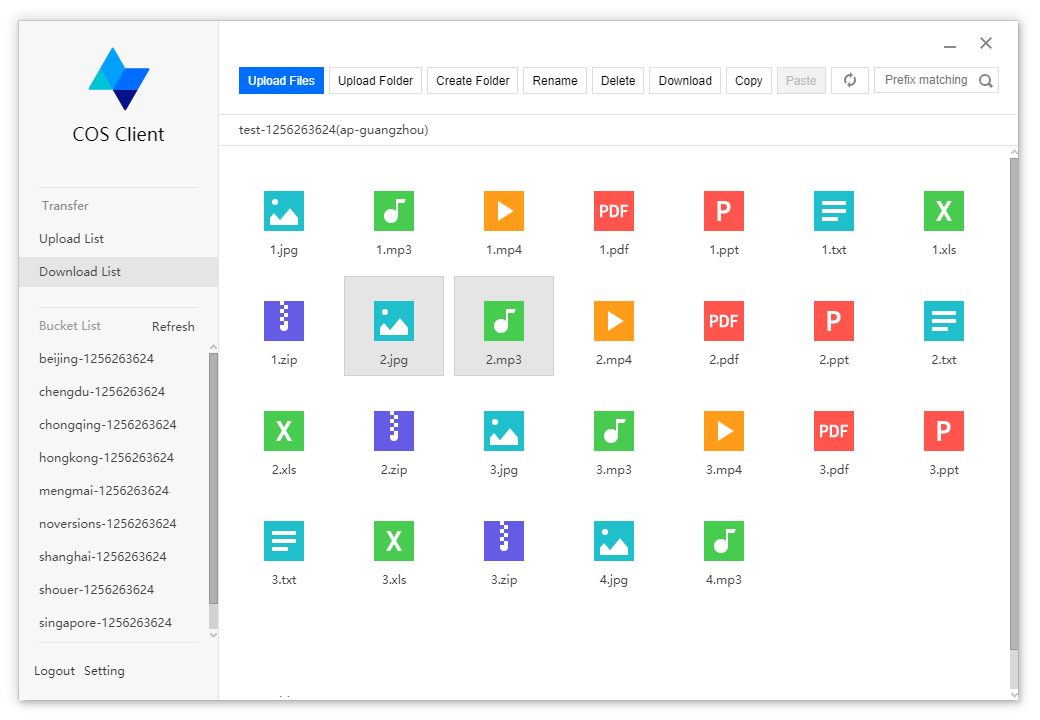 COS Client
Transfer
Upload List
Download List
Bucket List Refresh
beijing-1256263624
chengdu-1256263624
chongqing-1256263624
hongkong-1256263624
mengmai-1256263624
noversions-1256263624
shanghai-1256263624
shouer-1256263624
singapore-1256263624
Logout Setting
Upload Files Upload Folder Create Folder Rename Delete Download Copy Paste Prefix matching
test-1256263624(ap-guangzhou)
PDF P X
1.jpg 1.mp3 1.mp4 1.pdf 1.ppt 1.txt 1.xls
PDF P
1.zip 2.jpg 2.mp3 2.mp4 2.pdf 2.ppt 2.txt
X PDF P
2.xls 2.zip 3.jpg 3.mp3 3.mp4 3.pdf 3.ppt
X
3.txt 3.xls 3.zip 4.jpg 4.mp3